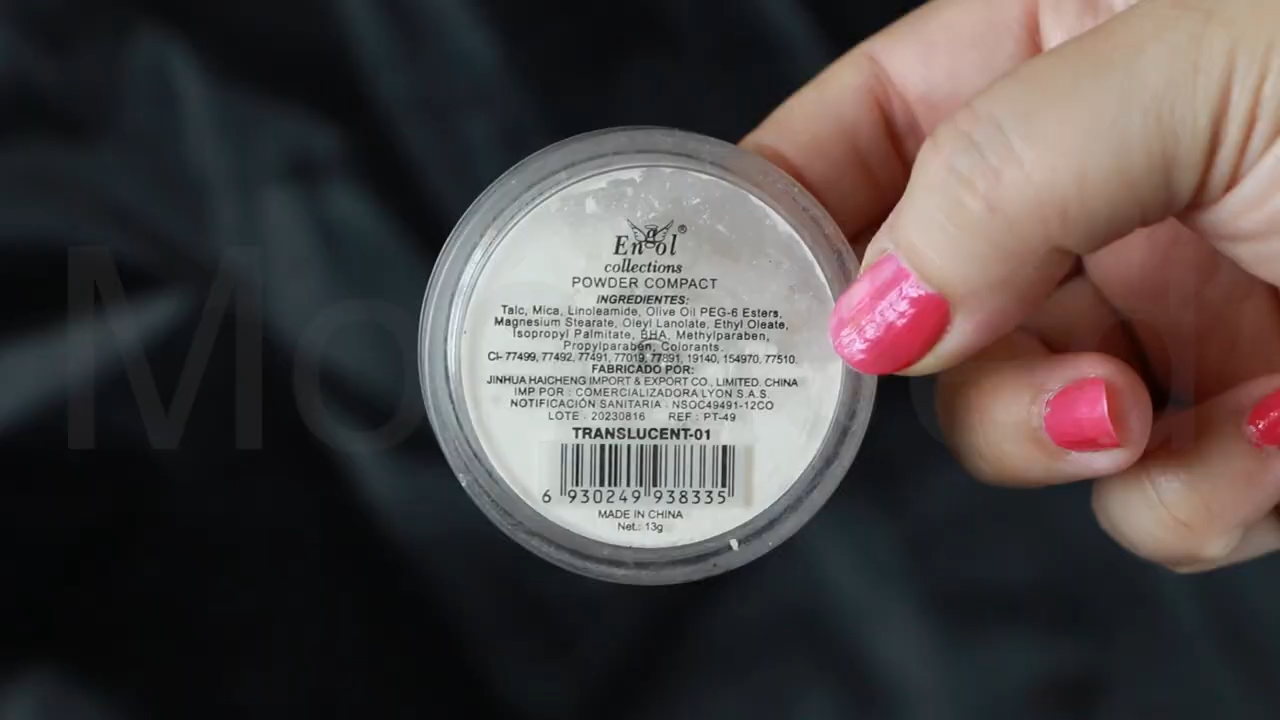 Engol®
collections
POWDER COMPACT
INGREDIENTES:
Talc, Mica, Linoleamide, Olive Oil PEG-6 Esters,
Magnesium Stearate, Oleyl Lanolate, Ethyl Oleate,
Isopropyl Palmitate, BHA, Methylparaben,
Propylparaben, Colorants.
CI- 77499, 77492, 77491, 77019, 77891, 19140, 154970, 77510.
FABRICADO POR:
JINHUA HAICHENG IMPORT & EXPORT CO., LIMITED. CHINA
IMP POR : COMERCIALIZADORA LYON S.A.S.
NOTIFICACIÓN SANITARIA : NSOC49491-12CO
LOTE : 20230816 REF : PT-49
TRANSLUCENT-01
6 930249 938335
MADE IN CHINA
Net.: 13g